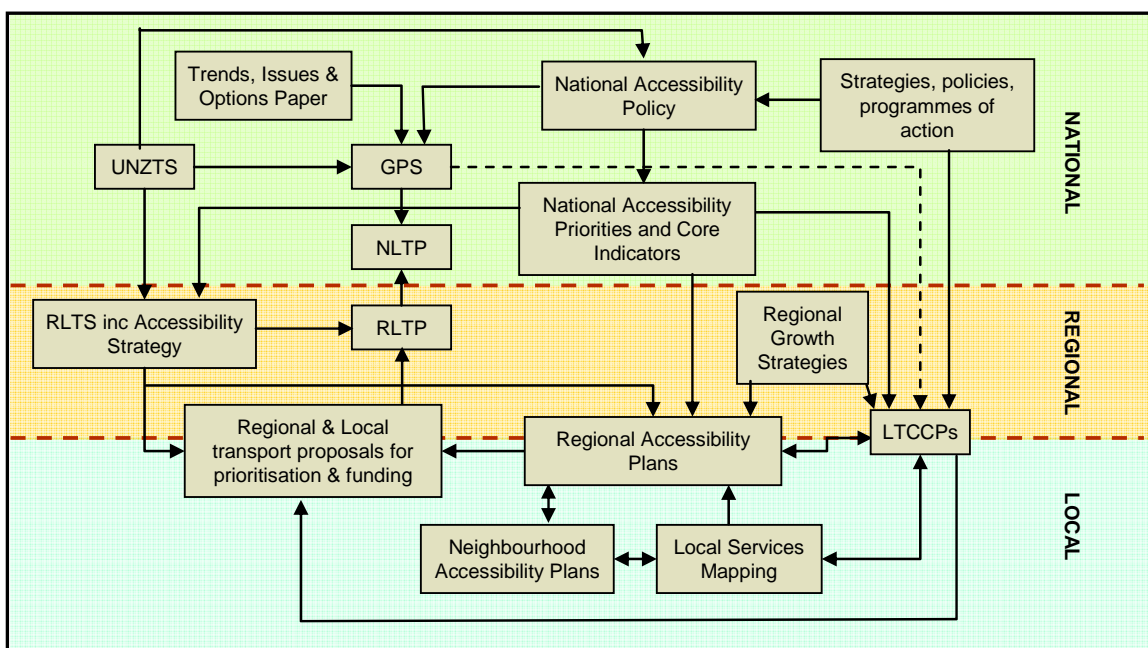 Trends, Issues &
Options Paper
National Accessibility
Policy
Strategies, policies,
programmes of
action
NATIONAL
UNZTS
GPS
National Accessibility
Priorities and Core
Indicators
NLTP
RLTS inc Accessibility
Strategy
RLTP
Regional
Growth
Strategies
REGIONAL
Regional & Local
transport proposals for
prioritisation & funding
Regional Accessibility
Plans
LTCCPs
Neighbourhood
Accessibility Plans
Local Services
Mapping
LOCAL